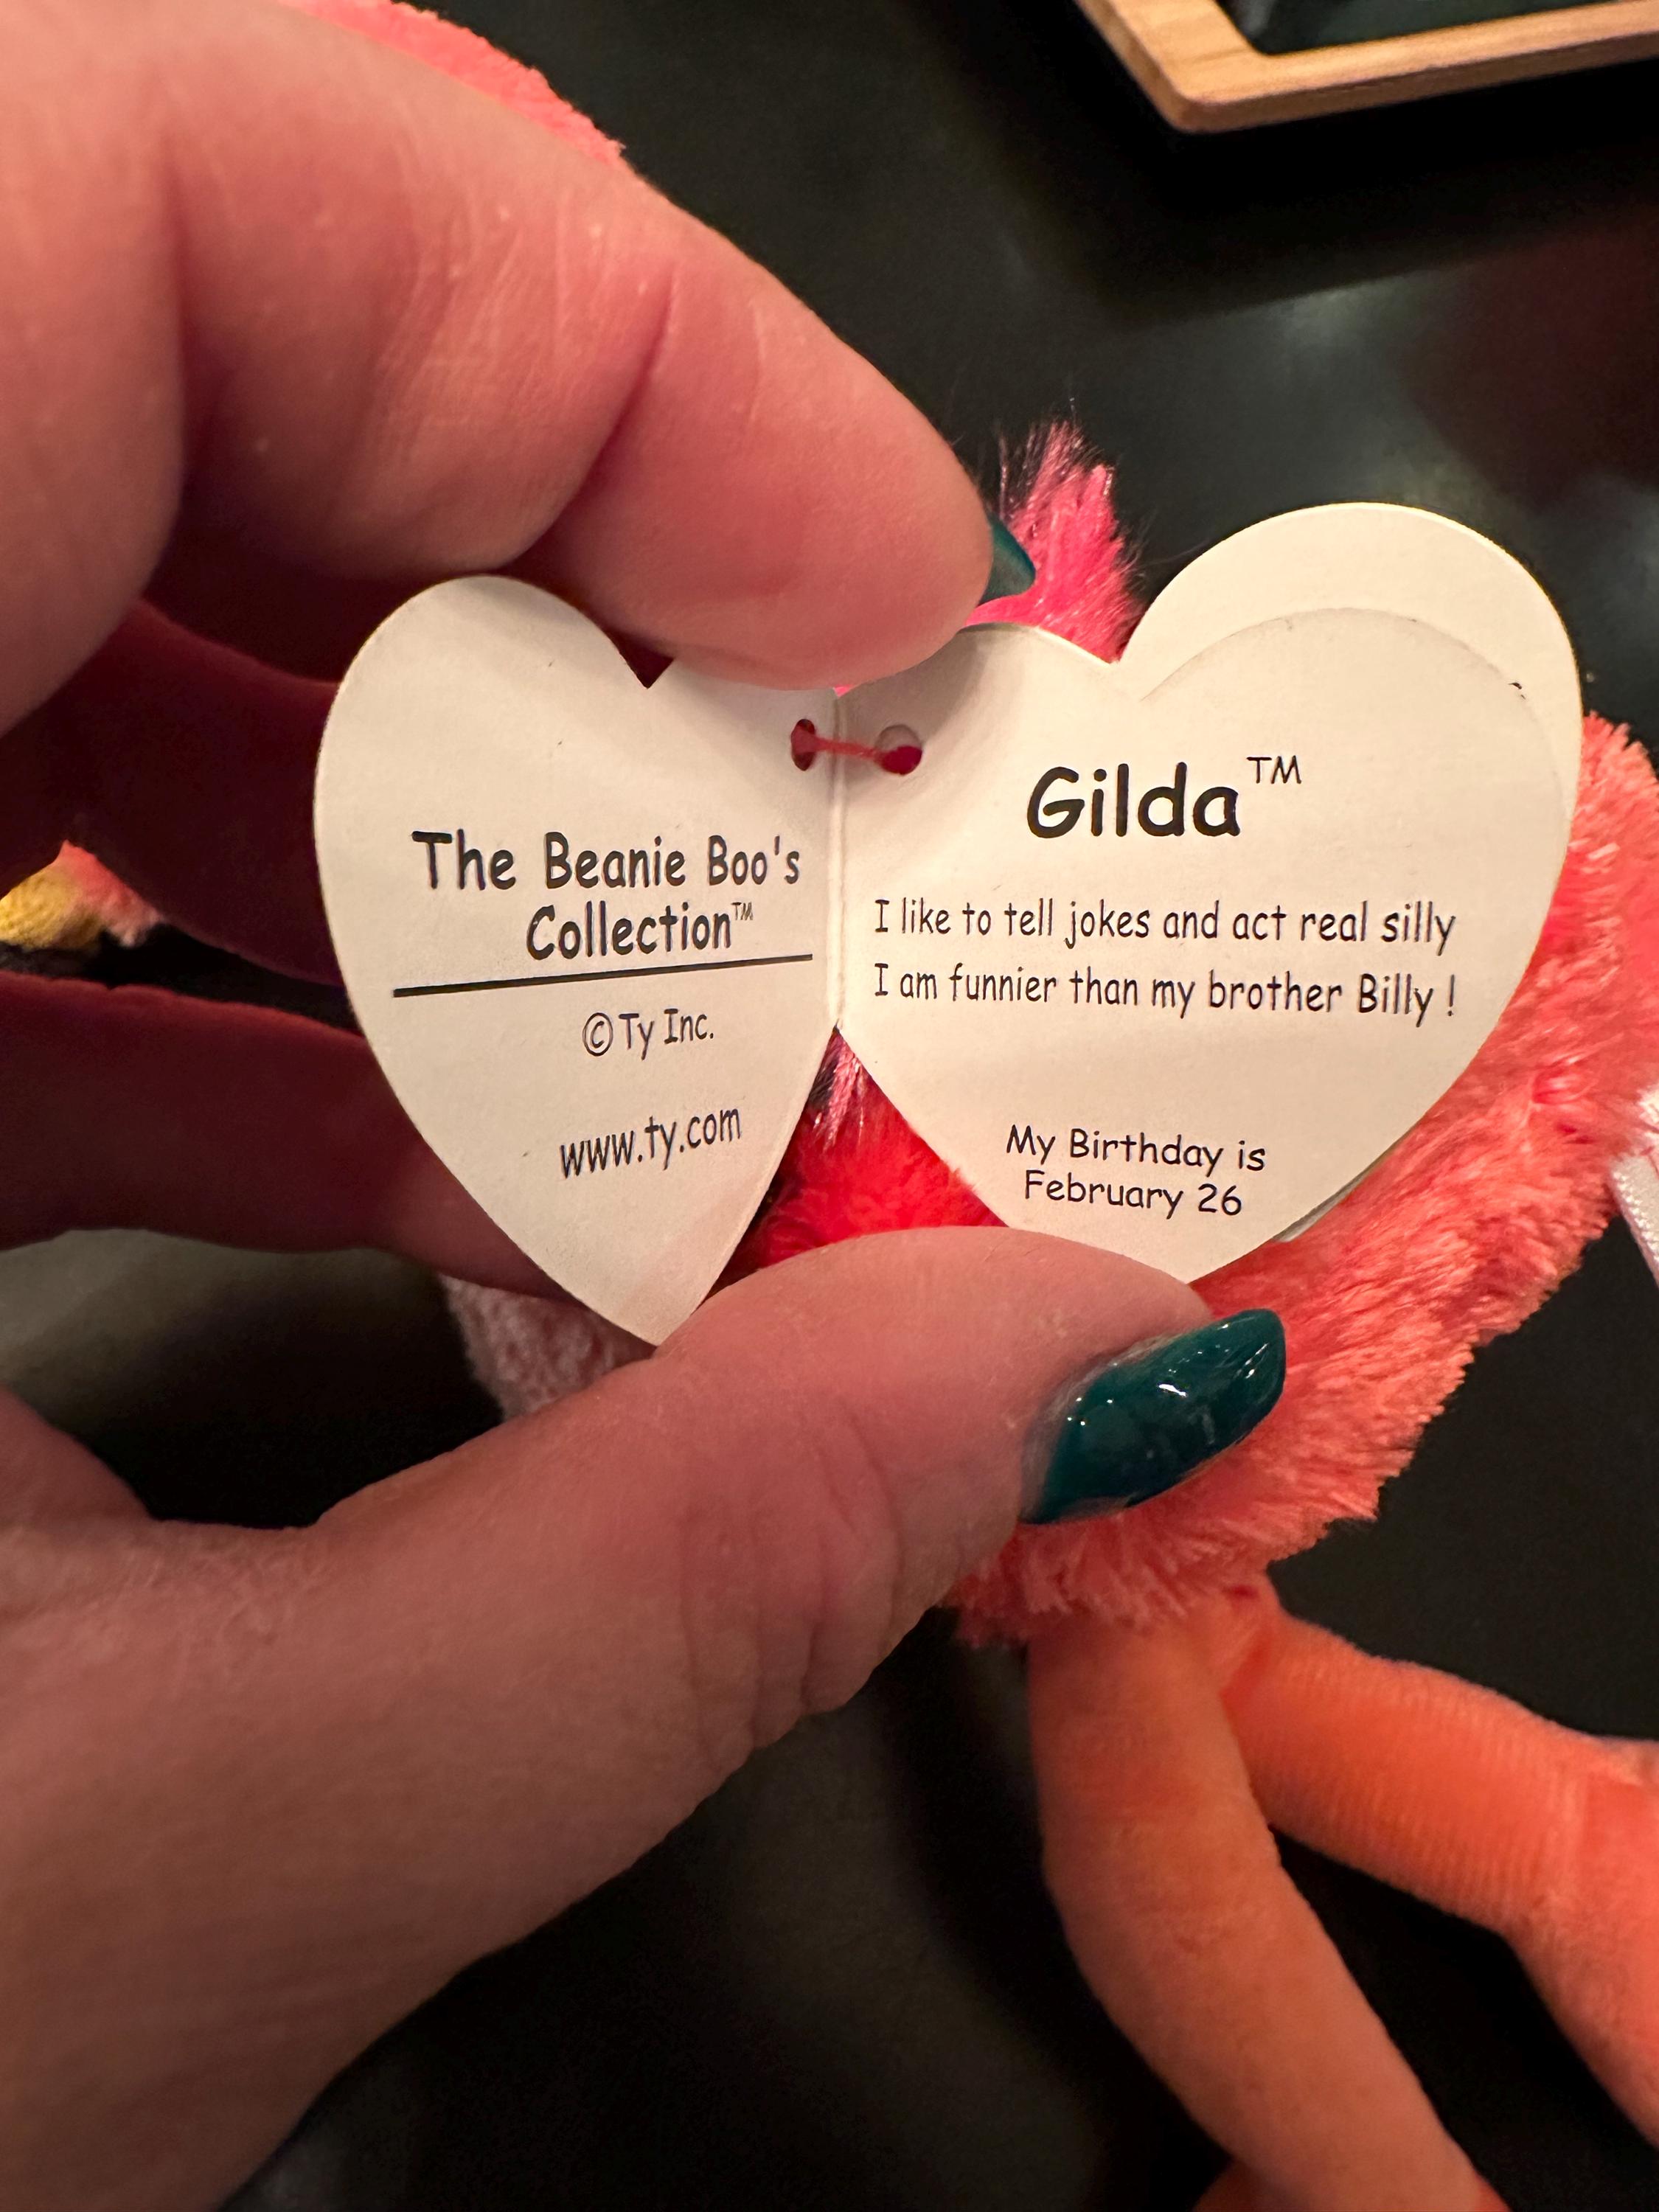 The Beanie Boo's
Collection™
© Ty Inc.
www.ty.com
Gilda™
I like to tell jokes and act real silly
I am funnier than my brother Billy !
My Birthday is
February 26